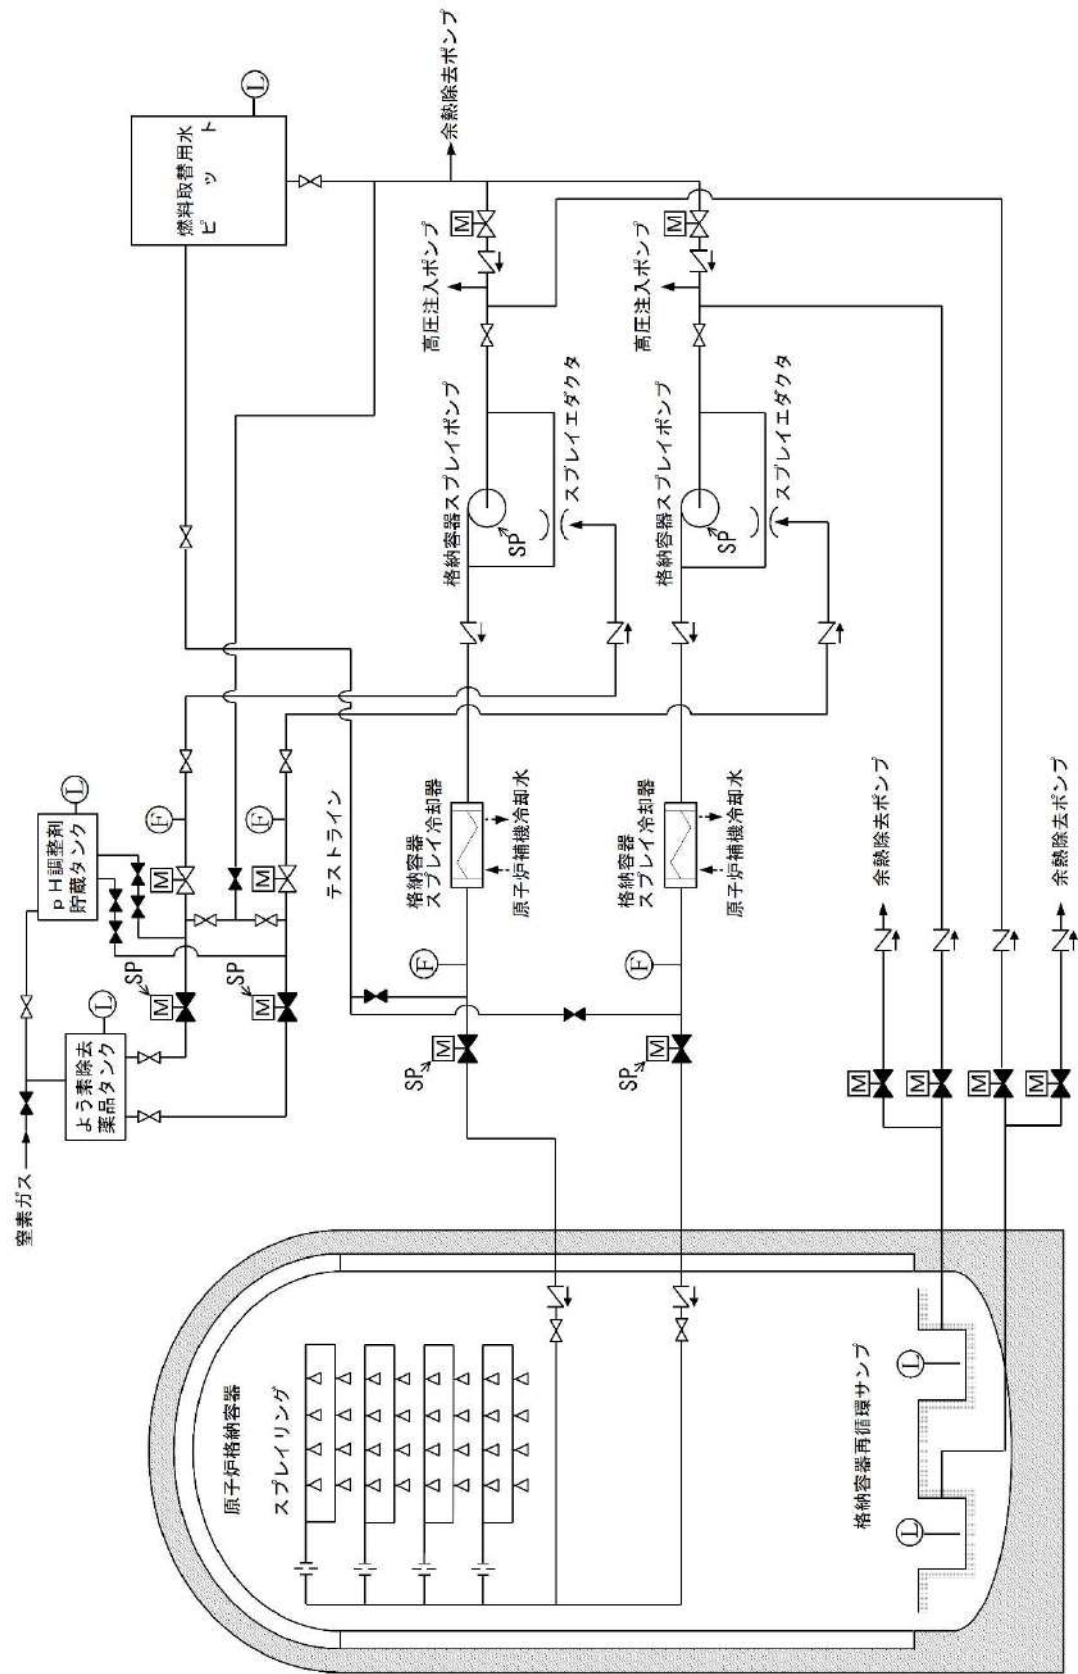 窒素ガス
よう素除去
薬品タンク
L
pH調整剤
貯蔵タンク
L
燃料取替用水
ピット
L
SP
M
SP
M
M
F
M
F
テストライン
余熱除去ポンプ
原子炉格納容器
スプレイリング
SP
M
F
格納容器
スプレイ冷却器
原子炉補機冷却水
格納容器スプレイポンプ
SP
スプレイエダクタ
高圧注入ポンプ
M
SP
M
F
格納容器
スプレイ冷却器
原子炉補機冷却水
格納容器スプレイポンプ
SP
スプレイエダクタ
高圧注入ポンプ
M
格納容器再循環サンプ
L
L
M
余熱除去ポンプ
M
M
M
余熱除去ポンプ